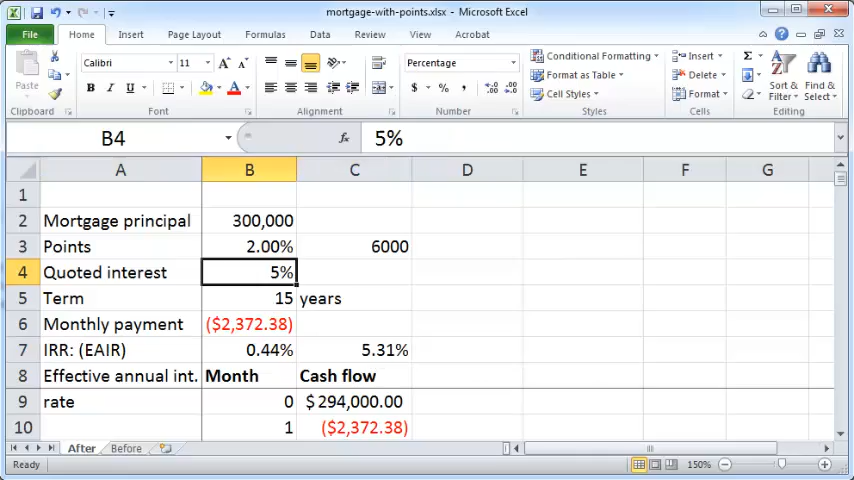 mortgage-with-points.xlsx - Microsoft Excel
File Home Insert Page Layout Formulas Data Review View Acrobat
Paste
Calibri 11
B I U A
Percentage
$ % ,
Conditional Formatting
Format as Table
Cell Styles
Insert
Delete
Format
Σ
Sort & Filter
Find & Select
Clipboard Font Alignment Number Styles Cells Editing
B4 fx 5%
A B C D E F G
1
2 Mortgage principal 300,000
3 Points 2.00% 6000
4 Quoted interest 5%
5 Term 15 years
6 Monthly payment ($2,372.38)
7 IRR: (EAIR) 0.44% 5.31%
8 Effective annual int. Month Cash flow
9 rate 0 $ 294,000.00
10 1 ($2,372.38)
After Before
Ready 150%